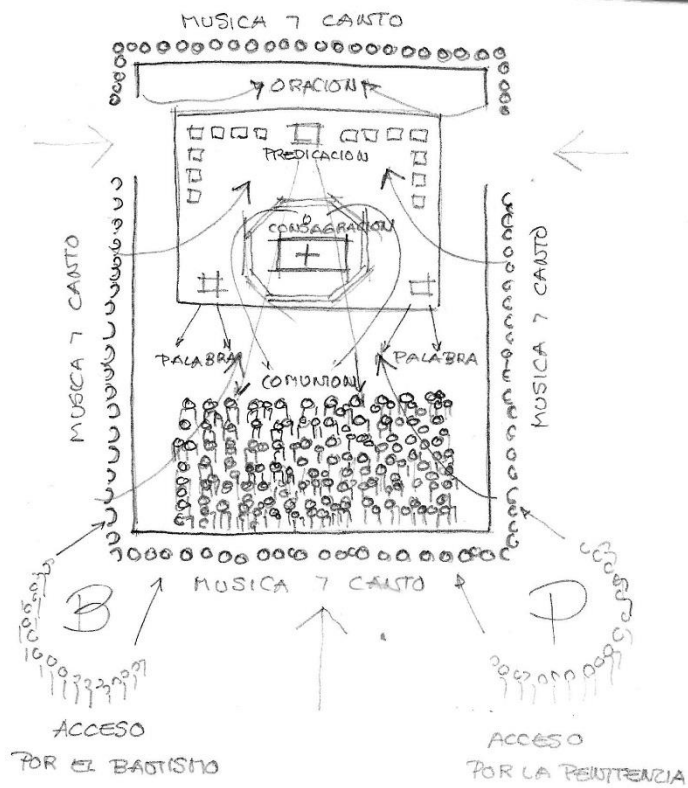 MUSICA Y CANTO
ORACION
PREDICACION
CONSAGRACION
MUSICA Y CANTO
MUSICA Y CANTO
PALABRA
PALABRA
COMUNION
MUSICA Y CANTO
B
P
ACCESO
POR EL BAUTISMO
ACCESO
POR LA PENITENZIA